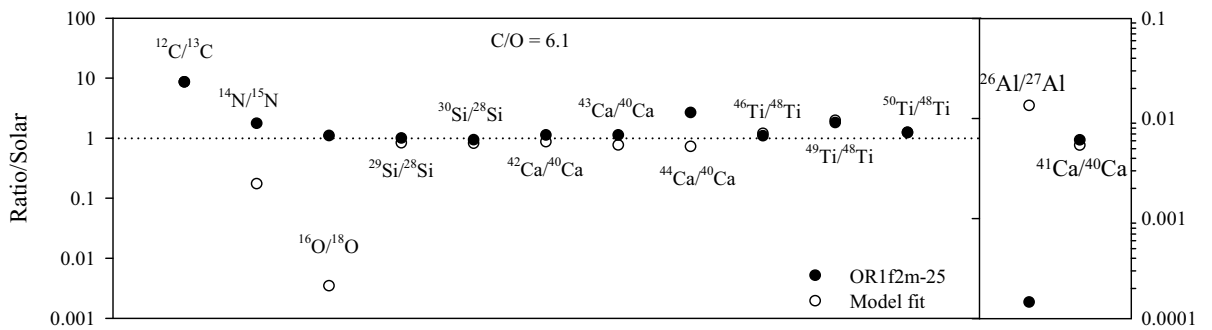 100
10
1
0.1
0.01
0.001
Ratio/Solar
C/O = 6.1
¹²C/¹³C
¹⁴N/¹⁵N
¹⁶O/¹⁸O
²⁹Si/²⁸Si
³⁰Si/²⁸Si
⁴²Ca/⁴⁰Ca
⁴³Ca/⁴⁰Ca
⁴⁴Ca/⁴⁰Ca
⁴⁶Ti/⁴⁸Ti
⁴⁹Ti/⁴⁸Ti
⁵⁰Ti/⁴⁸Ti
OR1f2m-25
Model fit
²⁶Al/²⁷Al
⁴¹Ca/⁴⁰Ca
0.1
0.01
0.001
0.0001